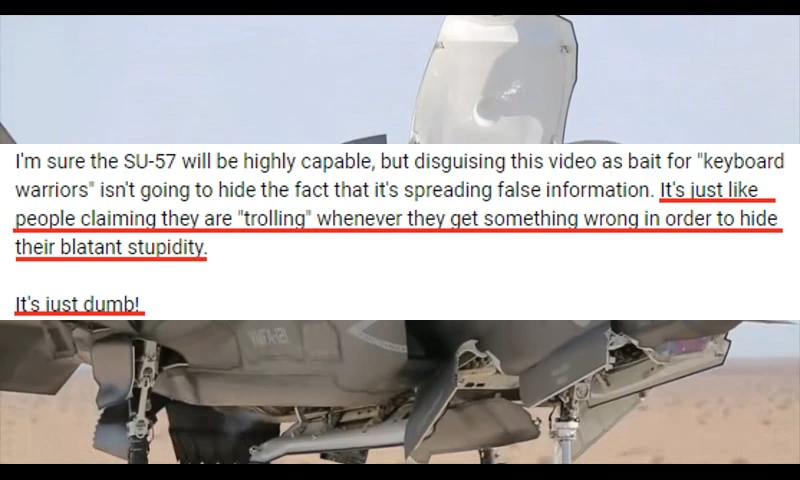 I'm sure the SU-57 will be highly capable, but disguising this video as bait for "keyboard
warriors" isn't going to hide the fact that it's spreading false information. It's just like
people claiming they are "trolling" whenever they get something wrong in order to hide
their blatant stupidity.
It's just dumb!
VMFA-121